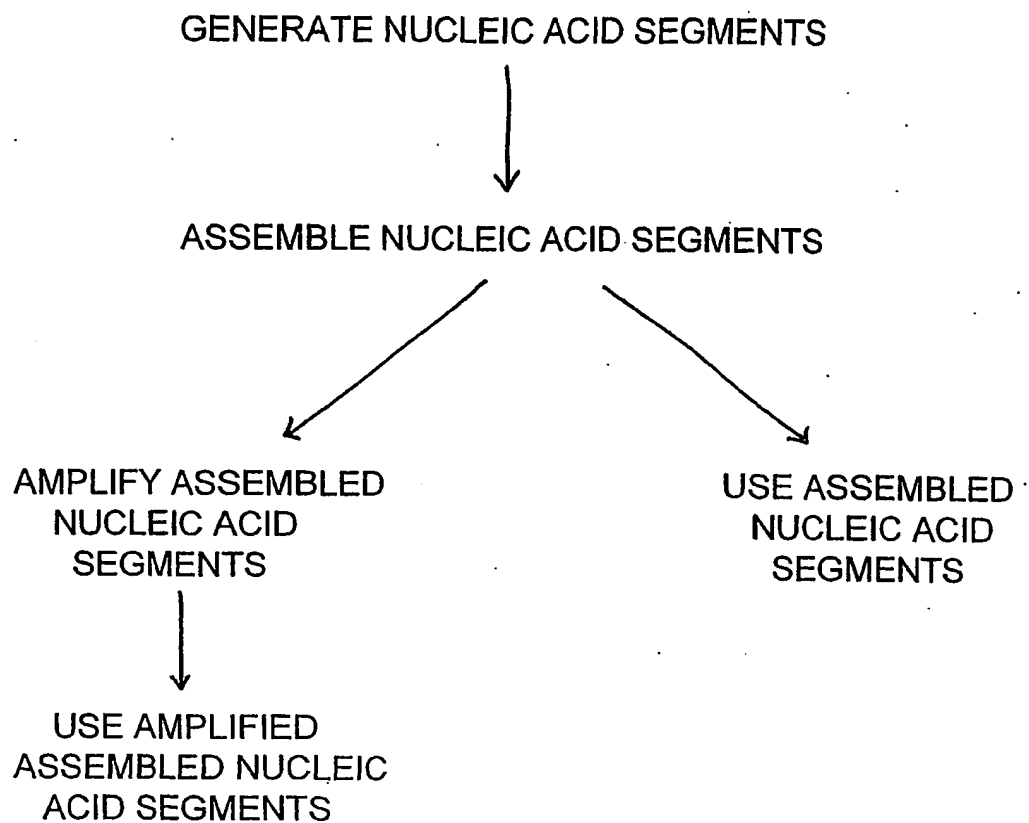 GENERATE NUCLEIC ACID SEGMENTS
ASSEMBLE NUCLEIC ACID SEGMENTS
AMPLIFY ASSEMBLED
NUCLEIC ACID
SEGMENTS
USE ASSEMBLED
NUCLEIC ACID
SEGMENTS
USE AMPLIFIED
ASSEMBLED NUCLEIC
ACID SEGMENTS